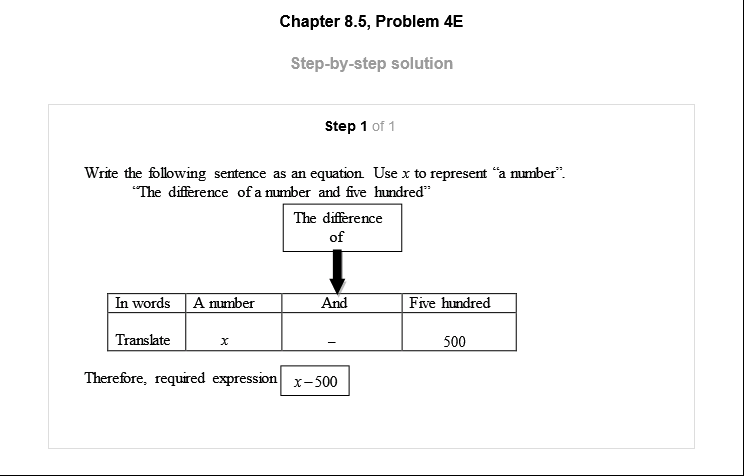 Chapter 8.5, Problem 4E
Step-by-step solution
Step 1 of 1
Write the following sentence as an equation. Use x to represent “a number”.
“The difference of a number and five hundred”
The difference
of
In words A number And Five hundred
Translate x – 500
Therefore, required expression x – 500